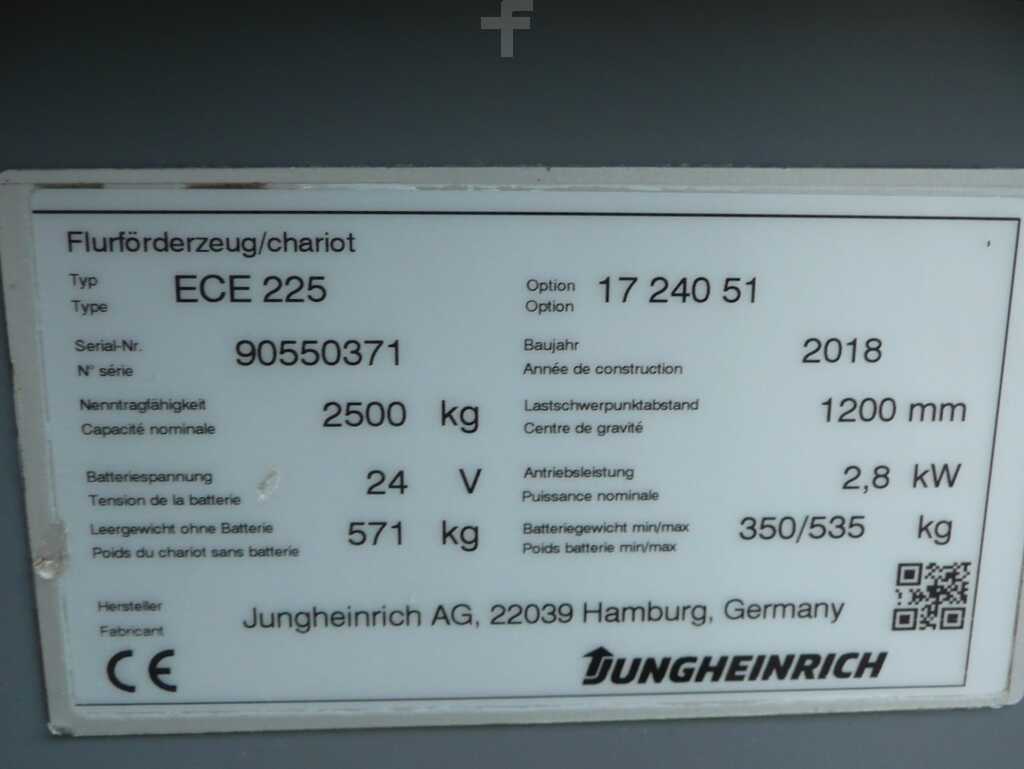 f
Flurförderzeug/chariot
Typ
Type
ECE 225
Option
Option
17 240 51
Serial-Nr.
N° série
90550371
Baujahr
Année de construction
2018
Nenntragfähigkeit
Capacité nominale
2500 kg
Lastschwerpunktabstand
Centre de gravité
1200 mm
Batteriespannung
Tension de la batterie
24 V
Antriebsleistung
Puissance nominale
2,8 kW
Leergewicht ohne Batterie
Poids du chariot sans batterie
571 kg
Batteriegewicht min/max
Poids batterie min/max
350/535 kg
Hersteller
Fabricant
Jungheinrich AG, 22039 Hamburg, Germany
CE
JUNGHEINRICH